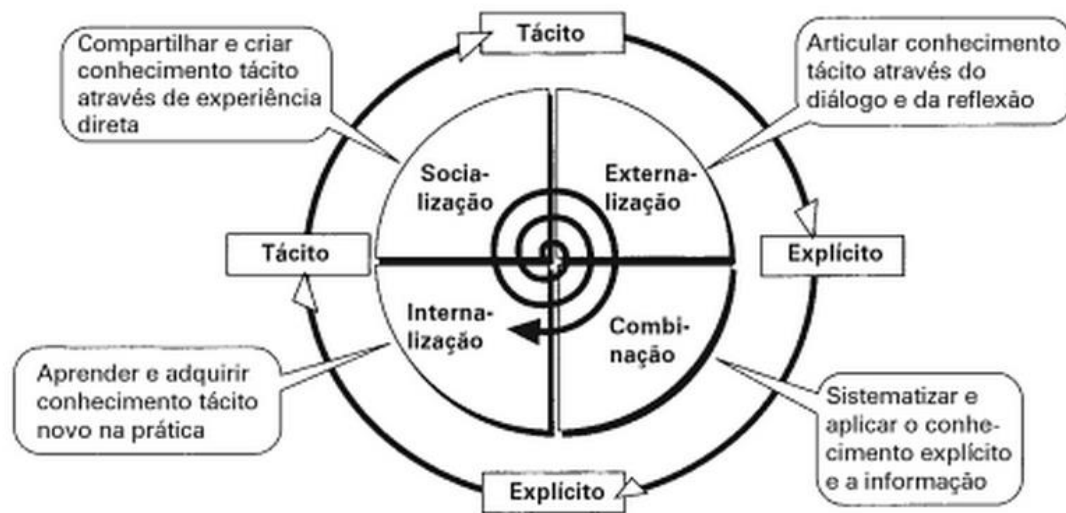 Tácito
Compartilhar e criar
conhecimento tácito
através de experiência
direta
Articular conhecimento
tácito através do
diálogo e da reflexão
Socia-
lização
Externa-
lização
Tácito
Explícito
Interna-
lização
Combi-
nação
Aprender e adquirir
conhecimento tácito
novo na prática
Sistematizar e
aplicar o conhe-
cimento explícito
e a informação
Explícito